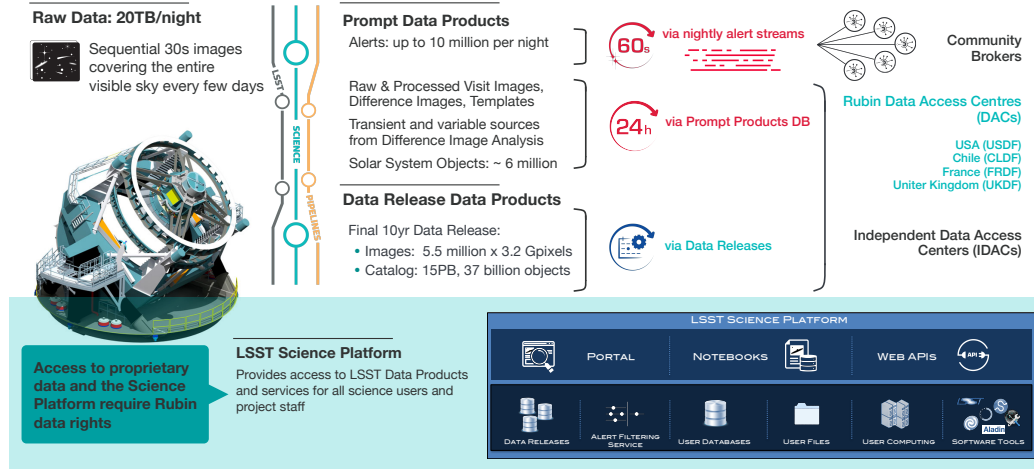 Raw Data: 20TB/night
Sequential 30s images
covering the entire
visible sky every few days
LSST
SCIENCE
PIPELINES
Prompt Data Products
Alerts: up to 10 million per night
Raw & Processed Visit Images,
Difference Images, Templates
Transient and variable sources
from Difference Image Analysis
Solar System Objects: ~ 6 million
Data Release Data Products
Final 10yr Data Release:
• Images: 5.5 million x 3.2 Gpixels
• Catalog: 15PB, 37 billion objects
60s
via nightly alert streams
24h
via Prompt Products DB
via Data Releases
Community
Brokers
Rubin Data Access Centres
(DACs)
USA (USDF)
Chile (CLDF)
France (FRDF)
Uniter Kingdom (UKDF)
Independent Data Access
Centers (IDACs)
Access to proprietary
data and the Science
Platform require Rubin
data rights
LSST Science Platform
Provides access to LSST Data Products
and services for all science users and
project staff
LSST Science Platform
Portal
Notebooks
Web APIs
API
Data Releases
Alert Filtering
Service
User Databases
User Files
User Computing
Aladin
Software Tools